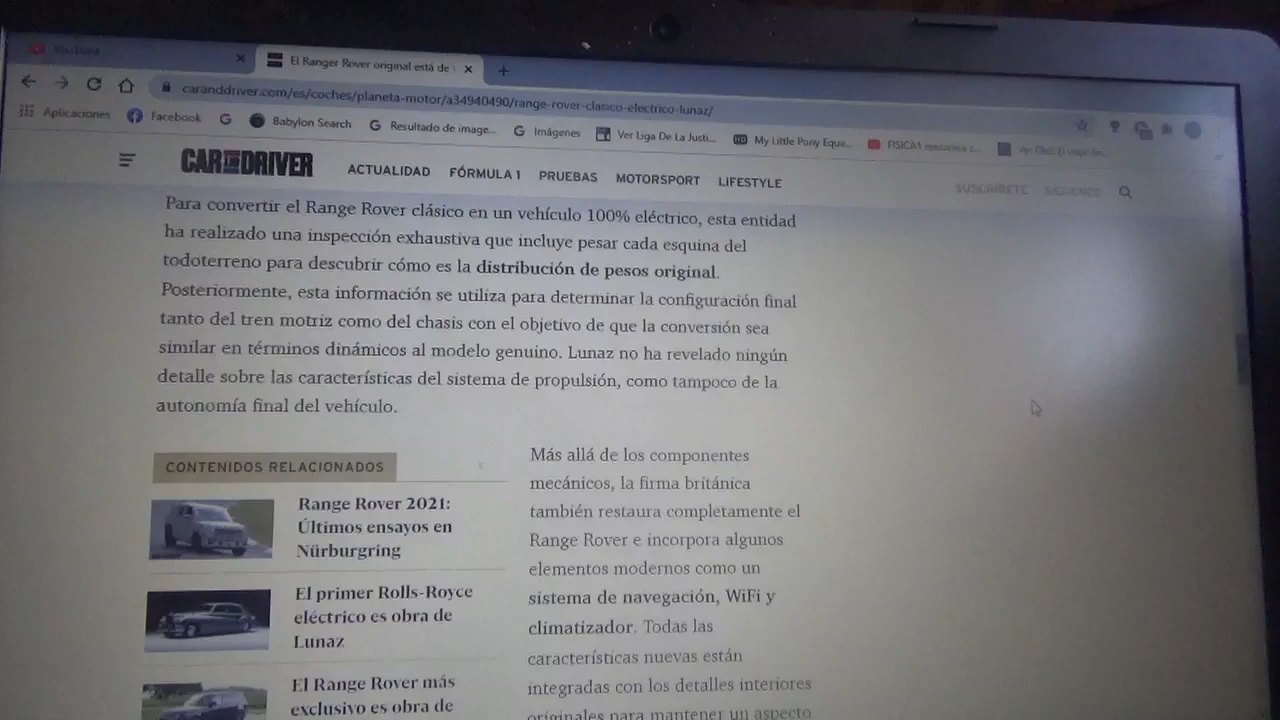 El Ranger Rover original está de
caranddriver.com/es/coches/planeta-motor/a34940490/range-rover-clasico-electrico-lunaz/
Aplicaciones Facebook Babylon Search Resultado de image... Imágenes Ver Liga De La Justi... My Little Pony Eque... FISICA1 mecanica c...
CAR AND DRIVER ACTUALIDAD FÓRMULA 1 PRUEBAS MOTORSPORT LIFESTYLE SUSCRÍBETE SÍGUENOS
Para convertir el Range Rover clásico en un vehículo 100% eléctrico, esta entidad
ha realizado una inspección exhaustiva que incluye pesar cada esquina del
todoterreno para descubrir cómo es la distribución de pesos original.
Posteriormente, esta información se utiliza para determinar la configuración final
tanto del tren motriz como del chasis con el objetivo de que la conversión sea
similar en términos dinámicos al modelo genuino. Lunaz no ha revelado ningún
detalle sobre las características del sistema de propulsión, como tampoco de la
autonomía final del vehículo.
CONTENIDOS RELACIONADOS
Range Rover 2021:
Últimos ensayos en
Nürburgring
El primer Rolls-Royce
eléctrico es obra de
Lunaz
El Range Rover más
exclusivo es obra de
Más allá de los componentes
mecánicos, la firma británica
también restaura completamente el
Range Rover e incorpora algunos
elementos modernos como un
sistema de navegación, WiFi y
climatizador. Todas las
características nuevas están
integradas con los detalles interiores
originales para mantener un aspecto